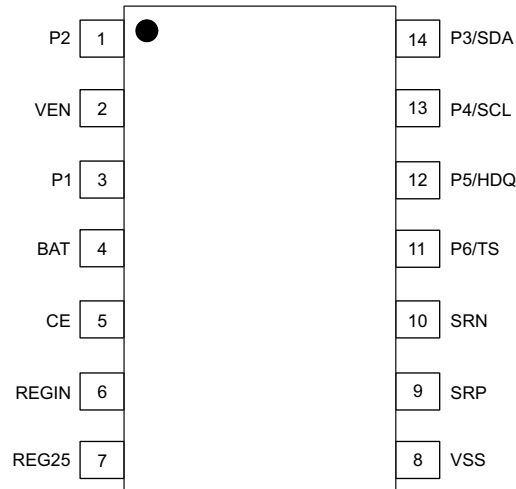 P2 1 14 P3/SDA
VEN 2 13 P4/SCL
P1 3 12 P5/HDQ
BAT 4 11 P6/TS
CE 5 10 SRN
REGIN 6 9 SRP
REG25 7 8 VSS